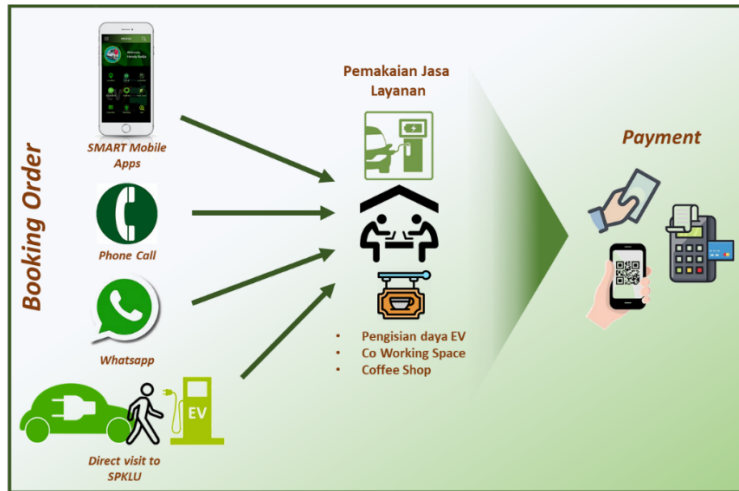 Booking Order
SMART Mobile
Apps
Phone Call
Whatsapp
EV
Direct visit to
SPKLU
Pemakaian Jasa
Layanan
• Pengisian daya EV
• Co Working Space
• Coffee Shop
Payment